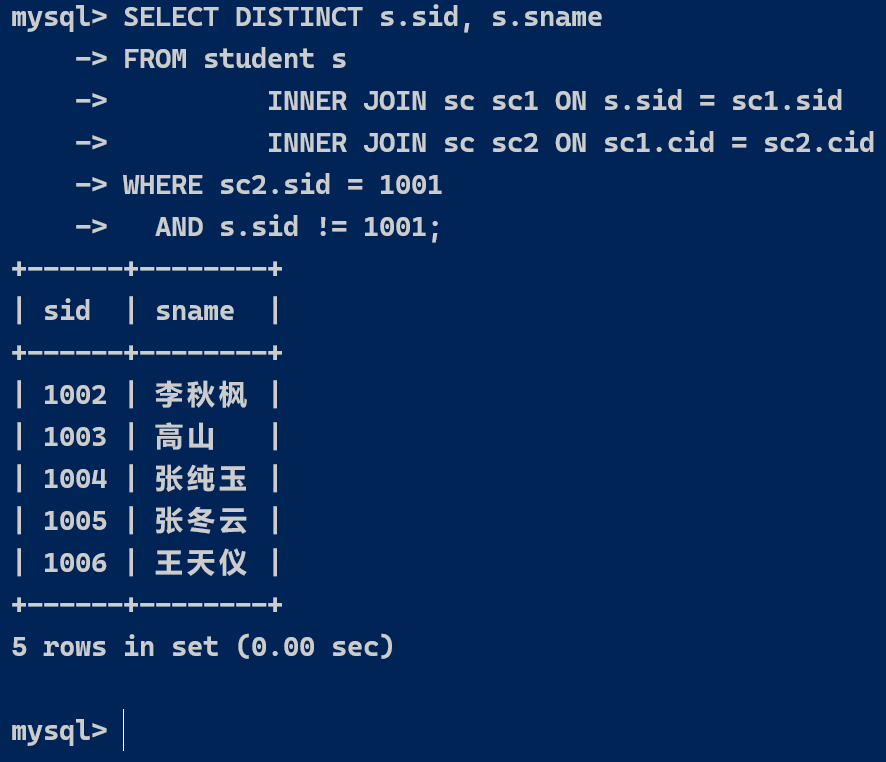 mysql> SELECT DISTINCT s.sid, s.sname
    -> FROM student s
    ->          INNER JOIN sc sc1 ON s.sid = sc1.sid
    ->          INNER JOIN sc sc2 ON sc1.cid = sc2.cid
    -> WHERE sc2.sid = 1001
    ->   AND s.sid != 1001;
+------+--------+
| sid  | sname  |
+------+--------+
| 1002 | 李秋枫 |
| 1003 | 高山   |
| 1004 | 张纯玉 |
| 1005 | 张冬云 |
| 1006 | 王天仪 |
+------+--------+
5 rows in set (0.00 sec)

mysql>